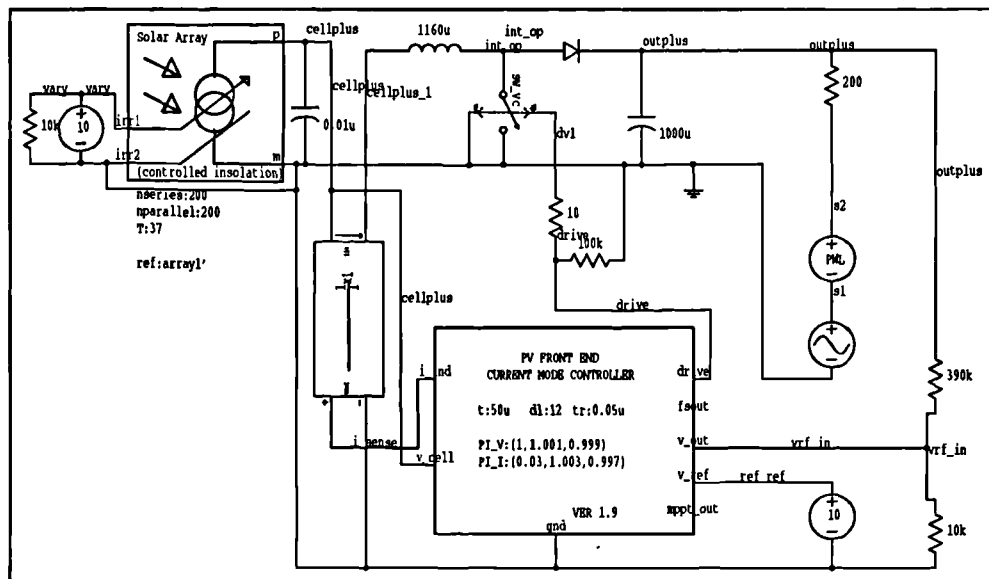 Solar Array
p
cellplus
1160u
int_op
int_op
outplus
outplus
vary
vary
cellplus
cellplus_1
SW_Vc
200
10k
+
10
−
irr1
0.01u
dv1
1000u
irr2
m
(controlled insolation)
nseries:200
nparallel:200
T:37
ref:array1'
outplus
10
drive
100k
s2
+
PWL
−
s1
+
−
cellplus
drive
PV FRONT END
CURRENT MODE CONTROLLER
i_nd
drive
390k
t:50u dl:12 tr:0.05u
fsout
+
-
i_sense
v_cell
PI_V:(1,1.001,0.999)
PI_I:(0.03,1.003,0.997)
v_out
vrf_in
vrf_in
v_ref
ref_ref
VER 1.9
mppt_out
gnd
+
10
−
10k